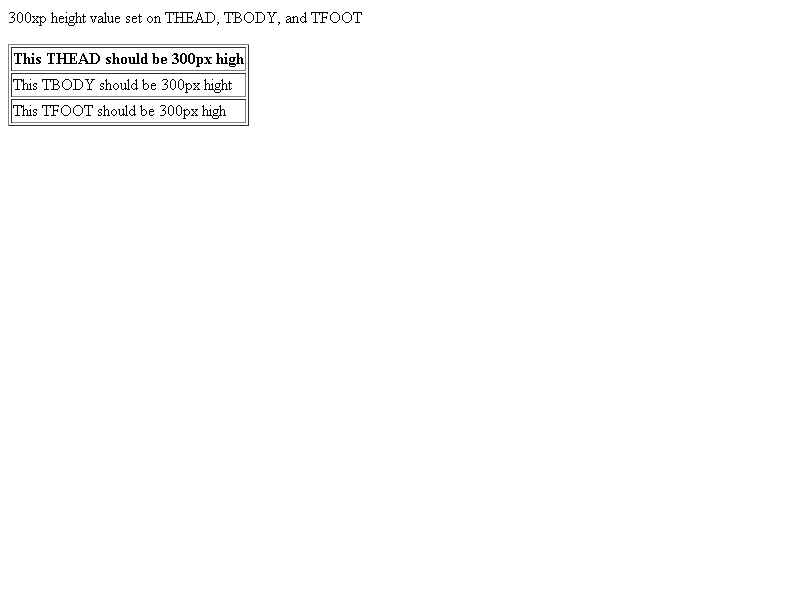 300xp height value set on THEAD, TBODY, and TFOOT
This THEAD should be 300px high
This TBODY should be 300px hight
This TFOOT should be 300px high